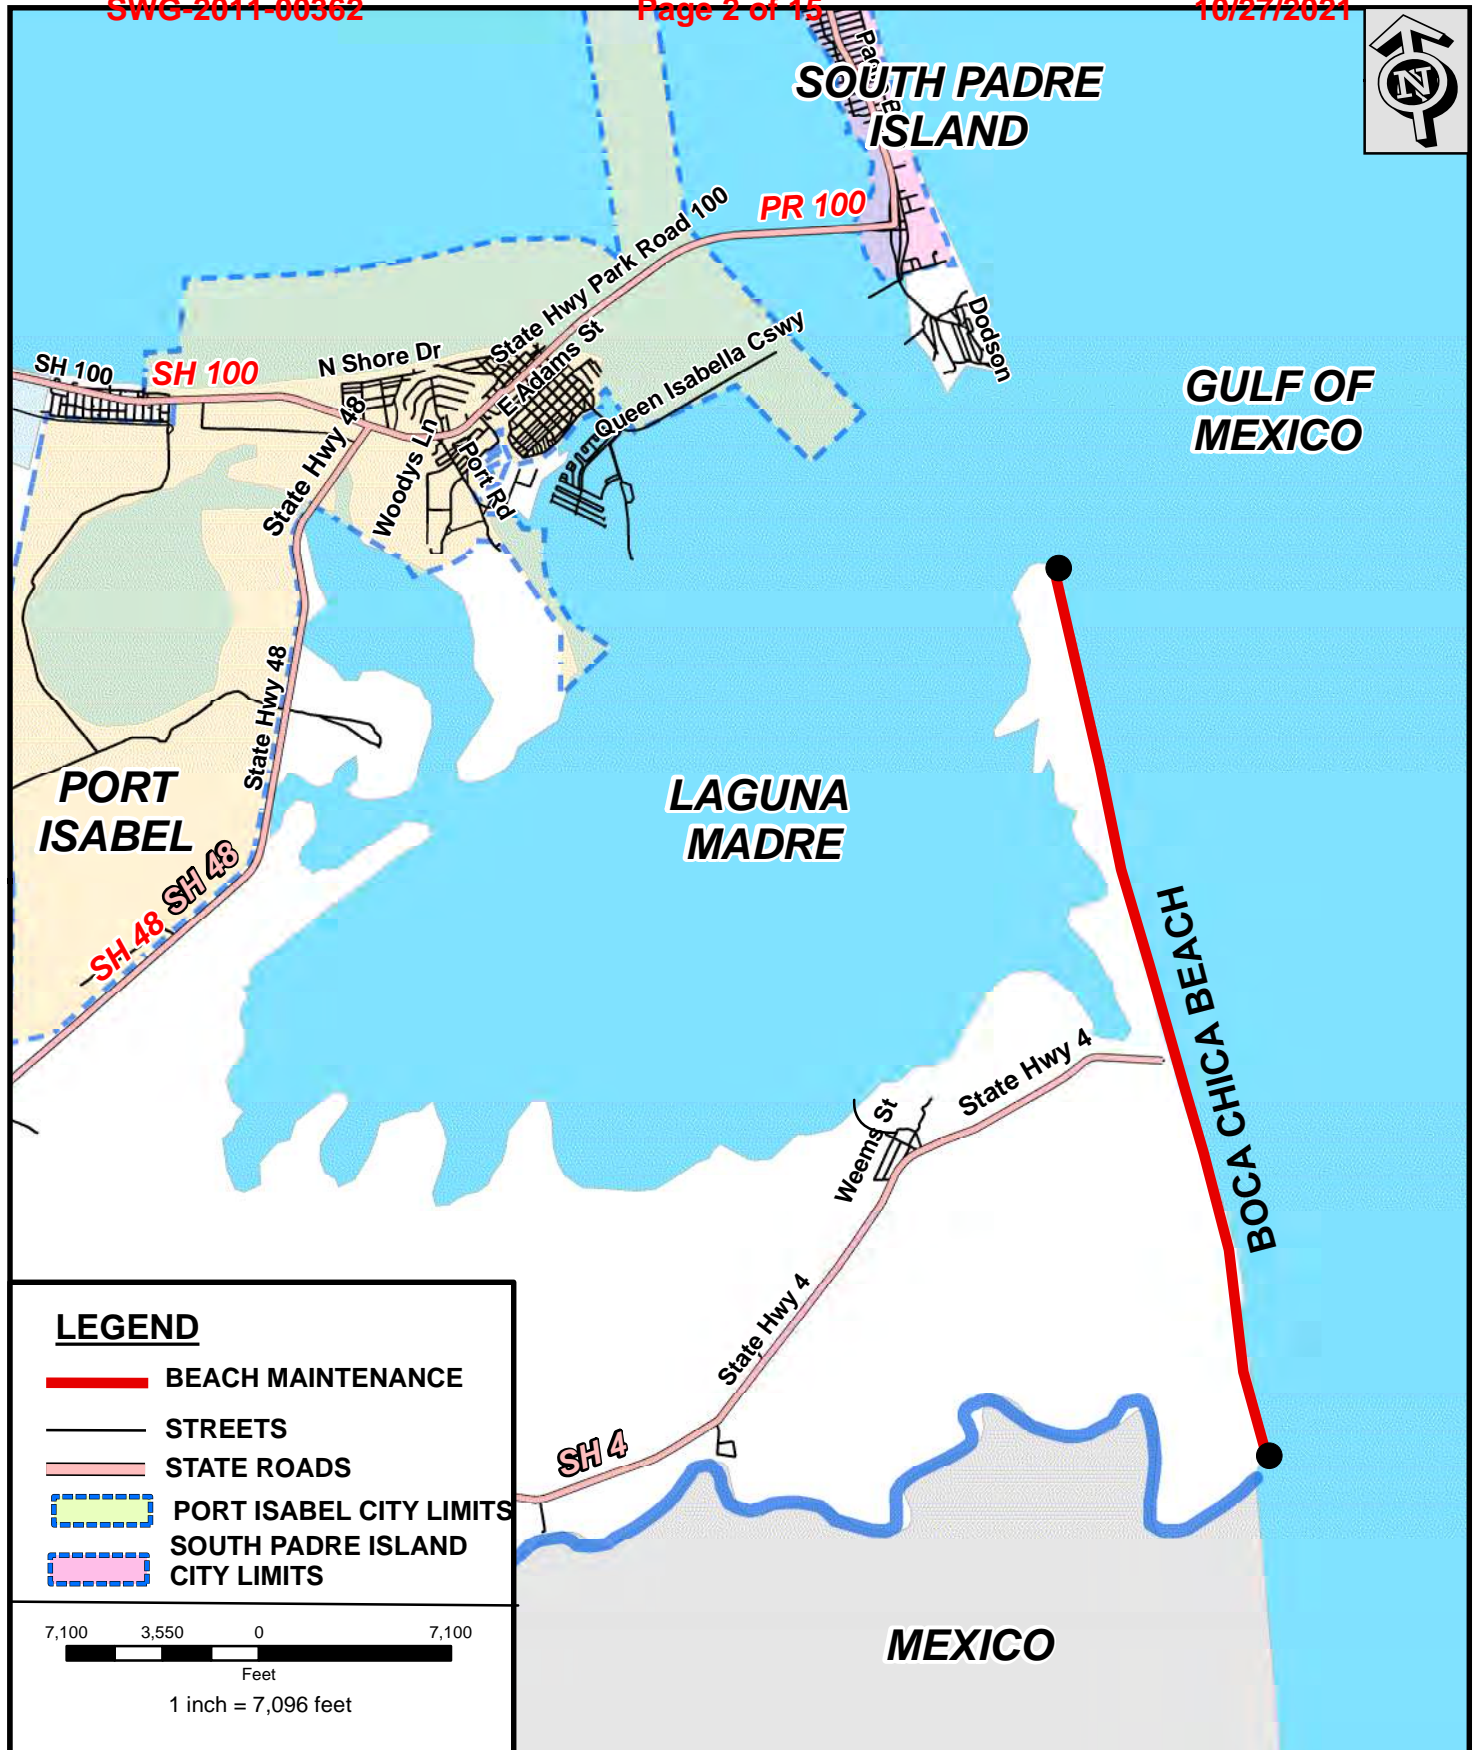 SWG-2011-00362
Page 2 of 15
10/27/2021
N
SOUTH PADRE
ISLAND
PR 100
State Hwy Park Road 100
E Adams St
N Shore Dr
SH 100
SH 100
Queen Isabella Cswy
Dodson
GULF OF
MEXICO
State Hwy 48
Woodys Ln
Port Rd
State Hwy 48
PORT
ISABEL
LAGUNA
MADRE
SH 48
SH 48
BOCA CHICA BEACH
State Hwy 4
Weems St
State Hwy 4
SH 4
MEXICO
LEGEND
BEACH MAINTENANCE
STREETS
STATE ROADS
PORT ISABEL CITY LIMITS
SOUTH PADRE ISLAND
CITY LIMITS
7,100 3,550 0 7,100
Feet
1 inch = 7,096 feet